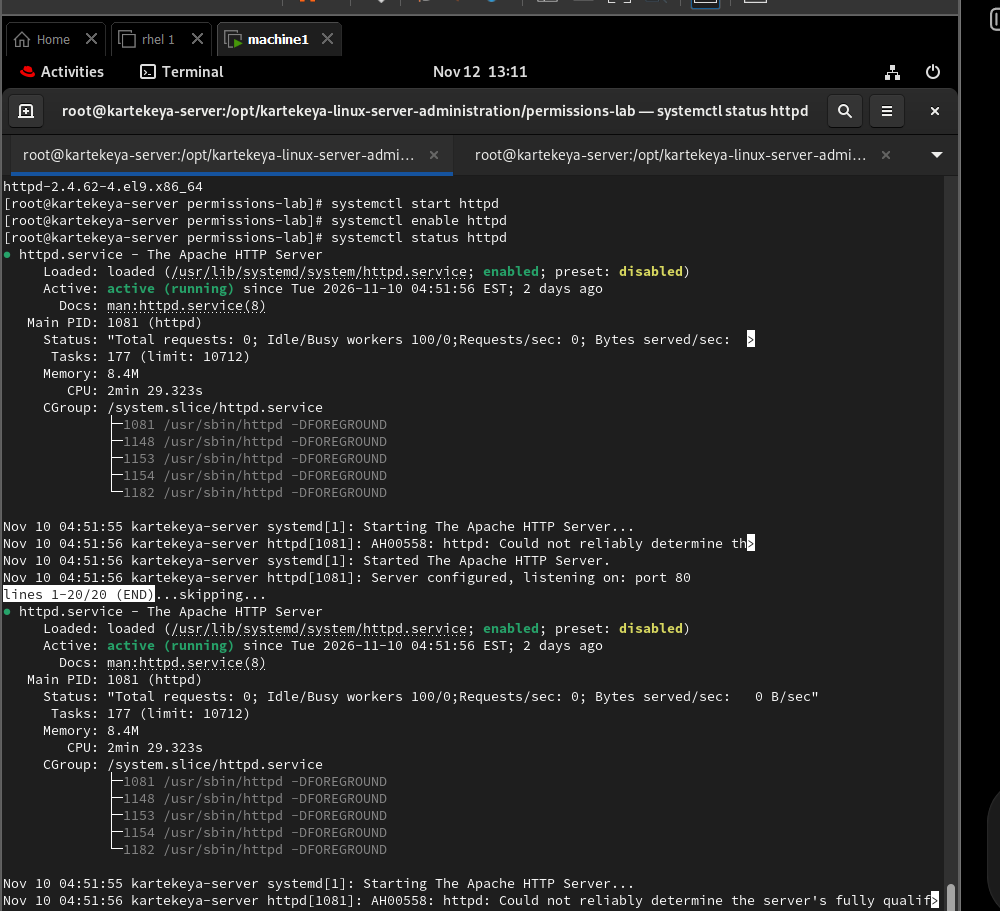 Home
rhel 1
machine1
Activities
Terminal
Nov 12 13:11
root@kartekeya-server:/opt/kartekeya-linux-server-administration/permissions-lab — systemctl status httpd
root@kartekeya-server:/opt/kartekeya-linux-server-admi...
root@kartekeya-server:/opt/kartekeya-linux-server-admi...
httpd-2.4.62-4.el9.x86_64
[root@kartekeya-server permissions-lab]# systemctl start httpd
[root@kartekeya-server permissions-lab]# systemctl enable httpd
[root@kartekeya-server permissions-lab]# systemctl status httpd
● httpd.service - The Apache HTTP Server
Loaded: loaded (/usr/lib/systemd/system/httpd.service; enabled; preset: disabled)
Active: active (running) since Tue 2026-11-10 04:51:56 EST; 2 days ago
Docs: man:httpd.service(8)
Main PID: 1081 (httpd)
Status: "Total requests: 0; Idle/Busy workers 100/0;Requests/sec: 0; Bytes served/sec: >
Tasks: 177 (limit: 10712)
Memory: 8.4M
CPU: 2min 29.323s
CGroup: /system.slice/httpd.service
├─1081 /usr/sbin/httpd -DFOREGROUND
├─1148 /usr/sbin/httpd -DFOREGROUND
├─1153 /usr/sbin/httpd -DFOREGROUND
├─1154 /usr/sbin/httpd -DFOREGROUND
└─1182 /usr/sbin/httpd -DFOREGROUND
Nov 10 04:51:55 kartekeya-server systemd[1]: Starting The Apache HTTP Server...
Nov 10 04:51:56 kartekeya-server httpd[1081]: AH00558: httpd: Could not reliably determine th>
Nov 10 04:51:56 kartekeya-server systemd[1]: Started The Apache HTTP Server.
Nov 10 04:51:56 kartekeya-server httpd[1081]: Server configured, listening on: port 80
lines 1-20/20 (END)...skipping...
● httpd.service - The Apache HTTP Server
Loaded: loaded (/usr/lib/systemd/system/httpd.service; enabled; preset: disabled)
Active: active (running) since Tue 2026-11-10 04:51:56 EST; 2 days ago
Docs: man:httpd.service(8)
Main PID: 1081 (httpd)
Status: "Total requests: 0; Idle/Busy workers 100/0;Requests/sec: 0; Bytes served/sec:   0 B/sec"
Tasks: 177 (limit: 10712)
Memory: 8.4M
CPU: 2min 29.323s
CGroup: /system.slice/httpd.service
├─1081 /usr/sbin/httpd -DFOREGROUND
├─1148 /usr/sbin/httpd -DFOREGROUND
├─1153 /usr/sbin/httpd -DFOREGROUND
├─1154 /usr/sbin/httpd -DFOREGROUND
└─1182 /usr/sbin/httpd -DFOREGROUND
Nov 10 04:51:55 kartekeya-server systemd[1]: Starting The Apache HTTP Server...
Nov 10 04:51:56 kartekeya-server httpd[1081]: AH00558: httpd: Could not reliably determine the server's fully qualif>